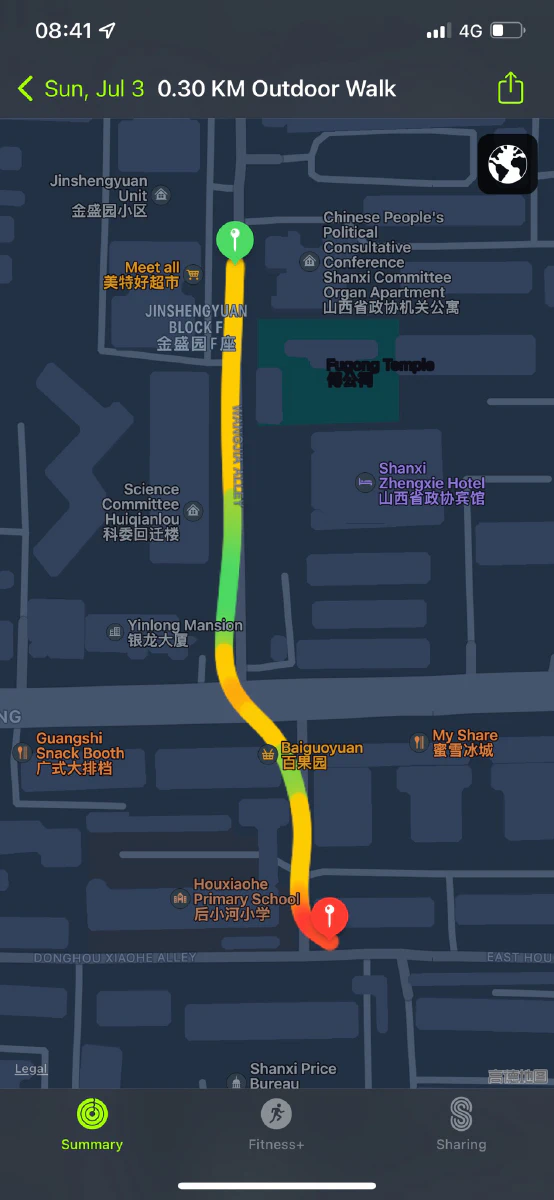 08:41
4G
Sun, Jul 3 0.30 KM Outdoor Walk
Jinshengyuan
Unit
金盛园小区
Chinese People's
Political
Consultative
Conference
Shanxi Committee
Organ Apartment
山西省政协机关公寓
Meet all
美特好超市
JINSHENGYUAN
BLOCK F
金盛园F座
Fugong Temple
傅公祠
Shanxi
Zhengxie Hotel
山西省政协宾馆
Science
Committee
Huiqianlou
科委回迁楼
Yinlong Mansion
银龙大厦
NG
Guangshi
Snack Booth
广式大排档
Baiguoyuan
百果园
My Share
蜜雪冰城
Houxiaohe
Primary School
后小河小学
DONGHOU XIAOHE ALLEY
EAST HOU
Legal
Shanxi Price
Bureau
高德地图
Summary
Fitness+
Sharing